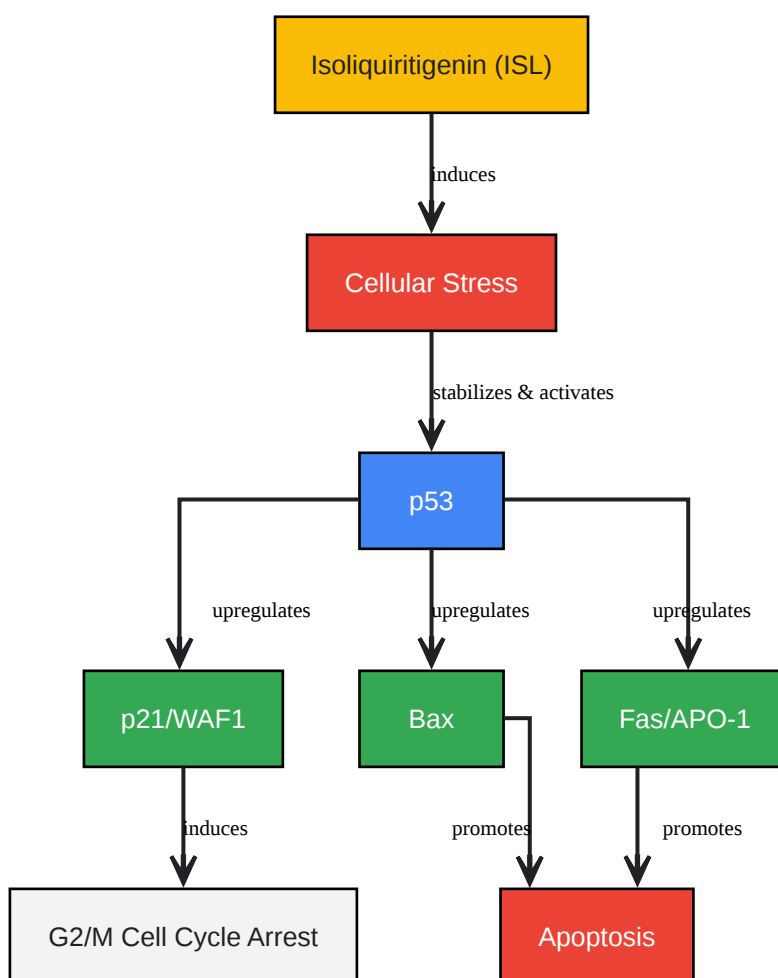 Isoliquiritigenin (ISL)
induces
Cellular Stress
stabilizes & activates
p53
upregulates
upregulates
upregulates
p21/WAF1
Bax
Fas/APO-1
induces
promotes
promotes
G2/M Cell Cycle Arrest
Apoptosis